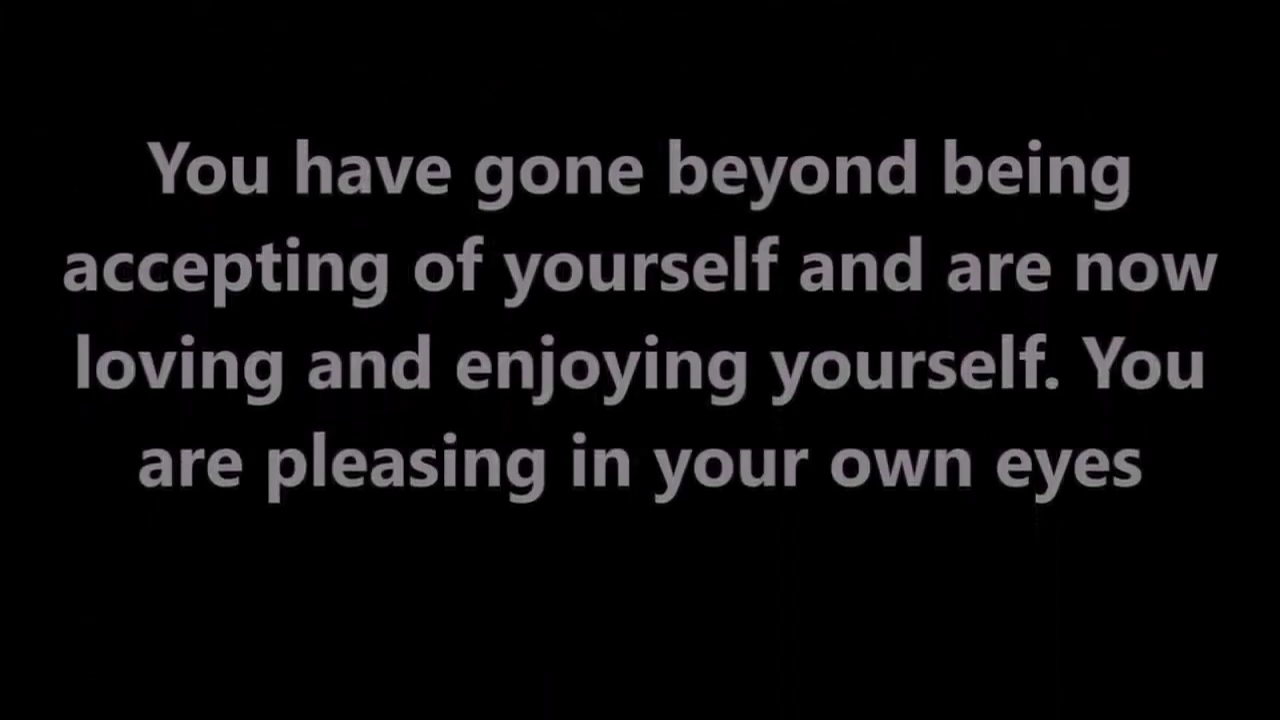 You have gone beyond being
accepting of yourself and are now
loving and enjoying yourself. You
are pleasing in your own eyes